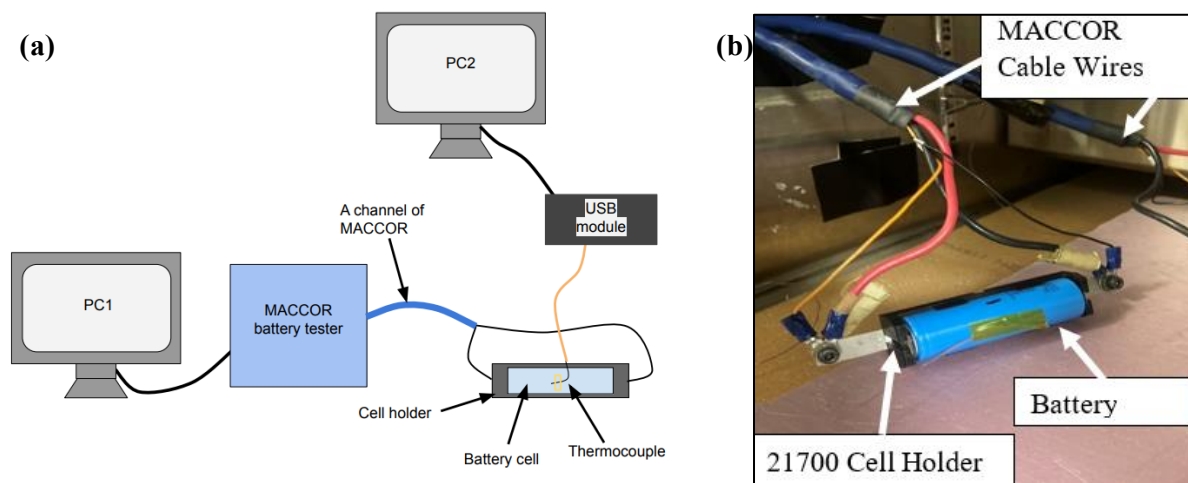 (a)
PC2
USB
module
A channel of
MACCOR
PC1
MACCOR
battery tester
Cell holder
Battery cell
Thermocouple
(b)
MACCOR
Cable Wires
Battery
21700 Cell Holder